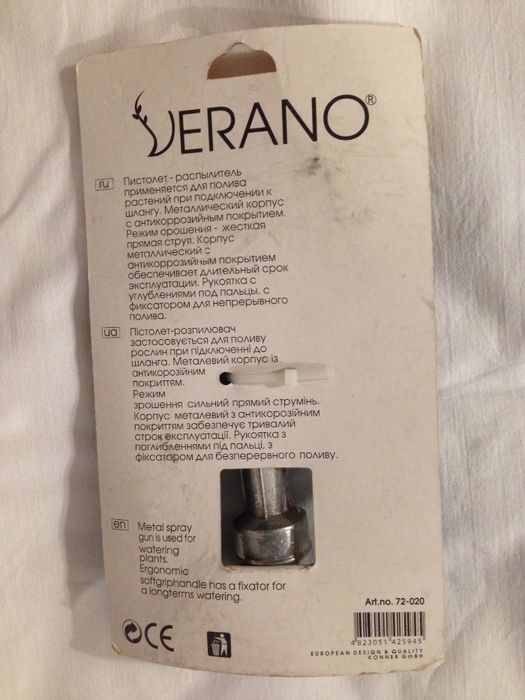 VERANO®
ru
Пистолет - распылитель
применяется для полива
растений при подключении к
шлангу. Металлический корпус
с антикоррозийным покрытием.
Режим орошения - жесткая
прямая струя. Корпус
металлический с
антикоррозийным покрытием
обеспечивает длительный срок
эксплуатации. Рукоятка с
углублениями под пальцы, с
фиксатором для непрерывного
полива.
ua
Пістолет-розпилювач
застосовується для поливу
рослин при підключенні до
шланга. Металевий корпус із
антикорозійним
покриттям.
Режим
зрошення сильний прямий струмінь.
Корпус металевий з антикорозійним
покриттям забезпечує тривалий
строк експлуатації. Рукоятка з
поглибленнями під пальці, з
фіксатором для безперервного поливу.
en
Metal spray
gun is used for
watering
plants.
Ergonomic
softgriphandle has a fixator for
a longterms watering.
CE
Art.no. 72-020
4823051 425945
EUROPEAN DESIGN & QUALITY
KONNER GmBH